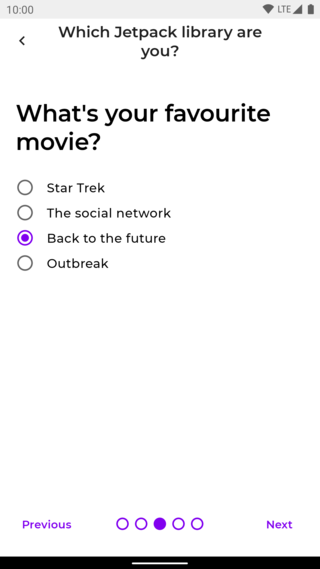 10:00
LTE
Which Jetpack library are
you?
What's your favourite
movie?
Star Trek
The social network
Back to the future
Outbreak
Previous
Next